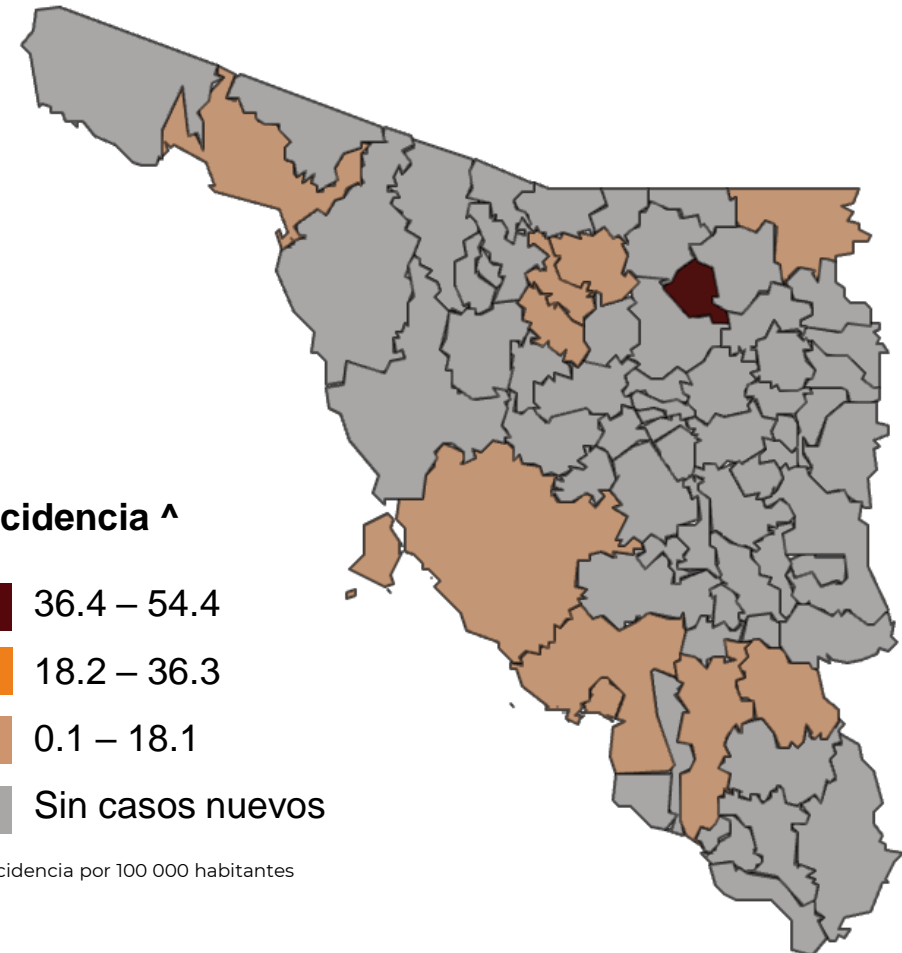 cidencia ^
36.4 – 54.4
18.2 – 36.3
0.1 – 18.1
Sin casos nuevos
cidencia por 100 000 habitantes